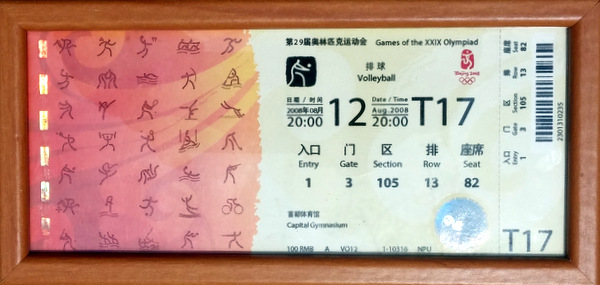 第29届奥林匹克运动会 Games of the XXIX Olympiad
排球
Volleyball
日期 / 时间
2008年08月
20:00
12
Date / Time
Aug 2008
20:00
T17
入口 门 区 排 座席
Entry Gate Section Row Seat
1 3 105 13 82
首都体育馆
Capital Gymnasium
100 RMB A VO12 1-10316 NPU
Beijing 2008
座席 Seat 82
排 Row 13
区 Section 105
门 Gate 3
入口 Entry 1
2301310235
T17